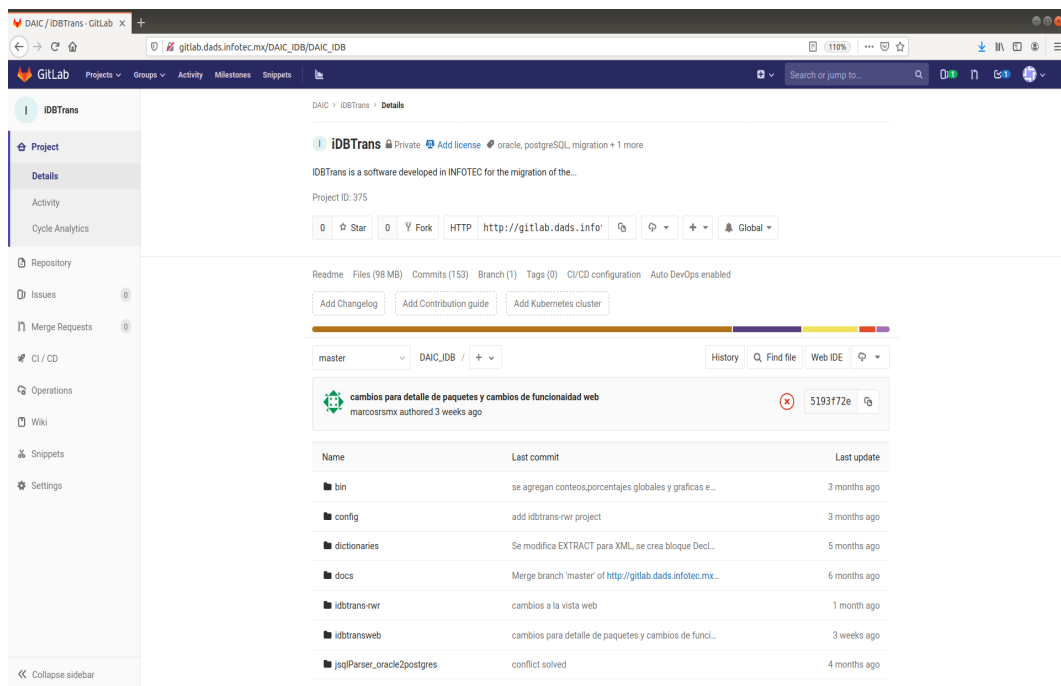 DAIC / iDBTrans · GitLab × +
gitlab.dads.infotec.mx/DAIC_IDB/DAIC_IDB 110%
GitLab Projects Groups Activity Milestones Snippets Search or jump to... 1 1
I iDBTrans
Project
Details
Activity
Cycle Analytics
Repository
Issues 0
Merge Requests 0
CI / CD
Operations
Wiki
Snippets
Settings
Collapse sidebar
DAIC > iDBTrans > Details
I iDBTrans Private Add license oracle, postgreSQL, migration + 1 more
IDBTrans is a software developed in INFOTEC for the migration of the...
Project ID: 375
0 Star 0 Fork HTTP http://gitlab.dads.info Global
Readme Files (98 MB) Commits (153) Branch (1) Tags (0) CI/CD configuration Auto DevOps enabled
Add Changelog Add Contribution guide Add Kubernetes cluster
master DAIC_IDB / + History Find file Web IDE
cambios para detalle de paquetes y cambios de funcionaidad web
marcosrsmx authored 3 weeks ago 5193f72e
Name Last commit Last update
bin se agregan conteos,porcentajes globales y graficas e... 3 months ago
config add idbtrans-rwr project 3 months ago
dictionaries Se modifica EXTRACT para XML, se crea bloque Decl... 5 months ago
docs Merge branch 'master' of http://gitlab.dads.infotec.mx... 6 months ago
idbtrans-rwr cambios a la vista web 1 month ago
idbtransweb cambios para detalle de paquetes y cambios de funci... 3 weeks ago
jsqlParser_oracle2postgres conflict solved 4 months ago